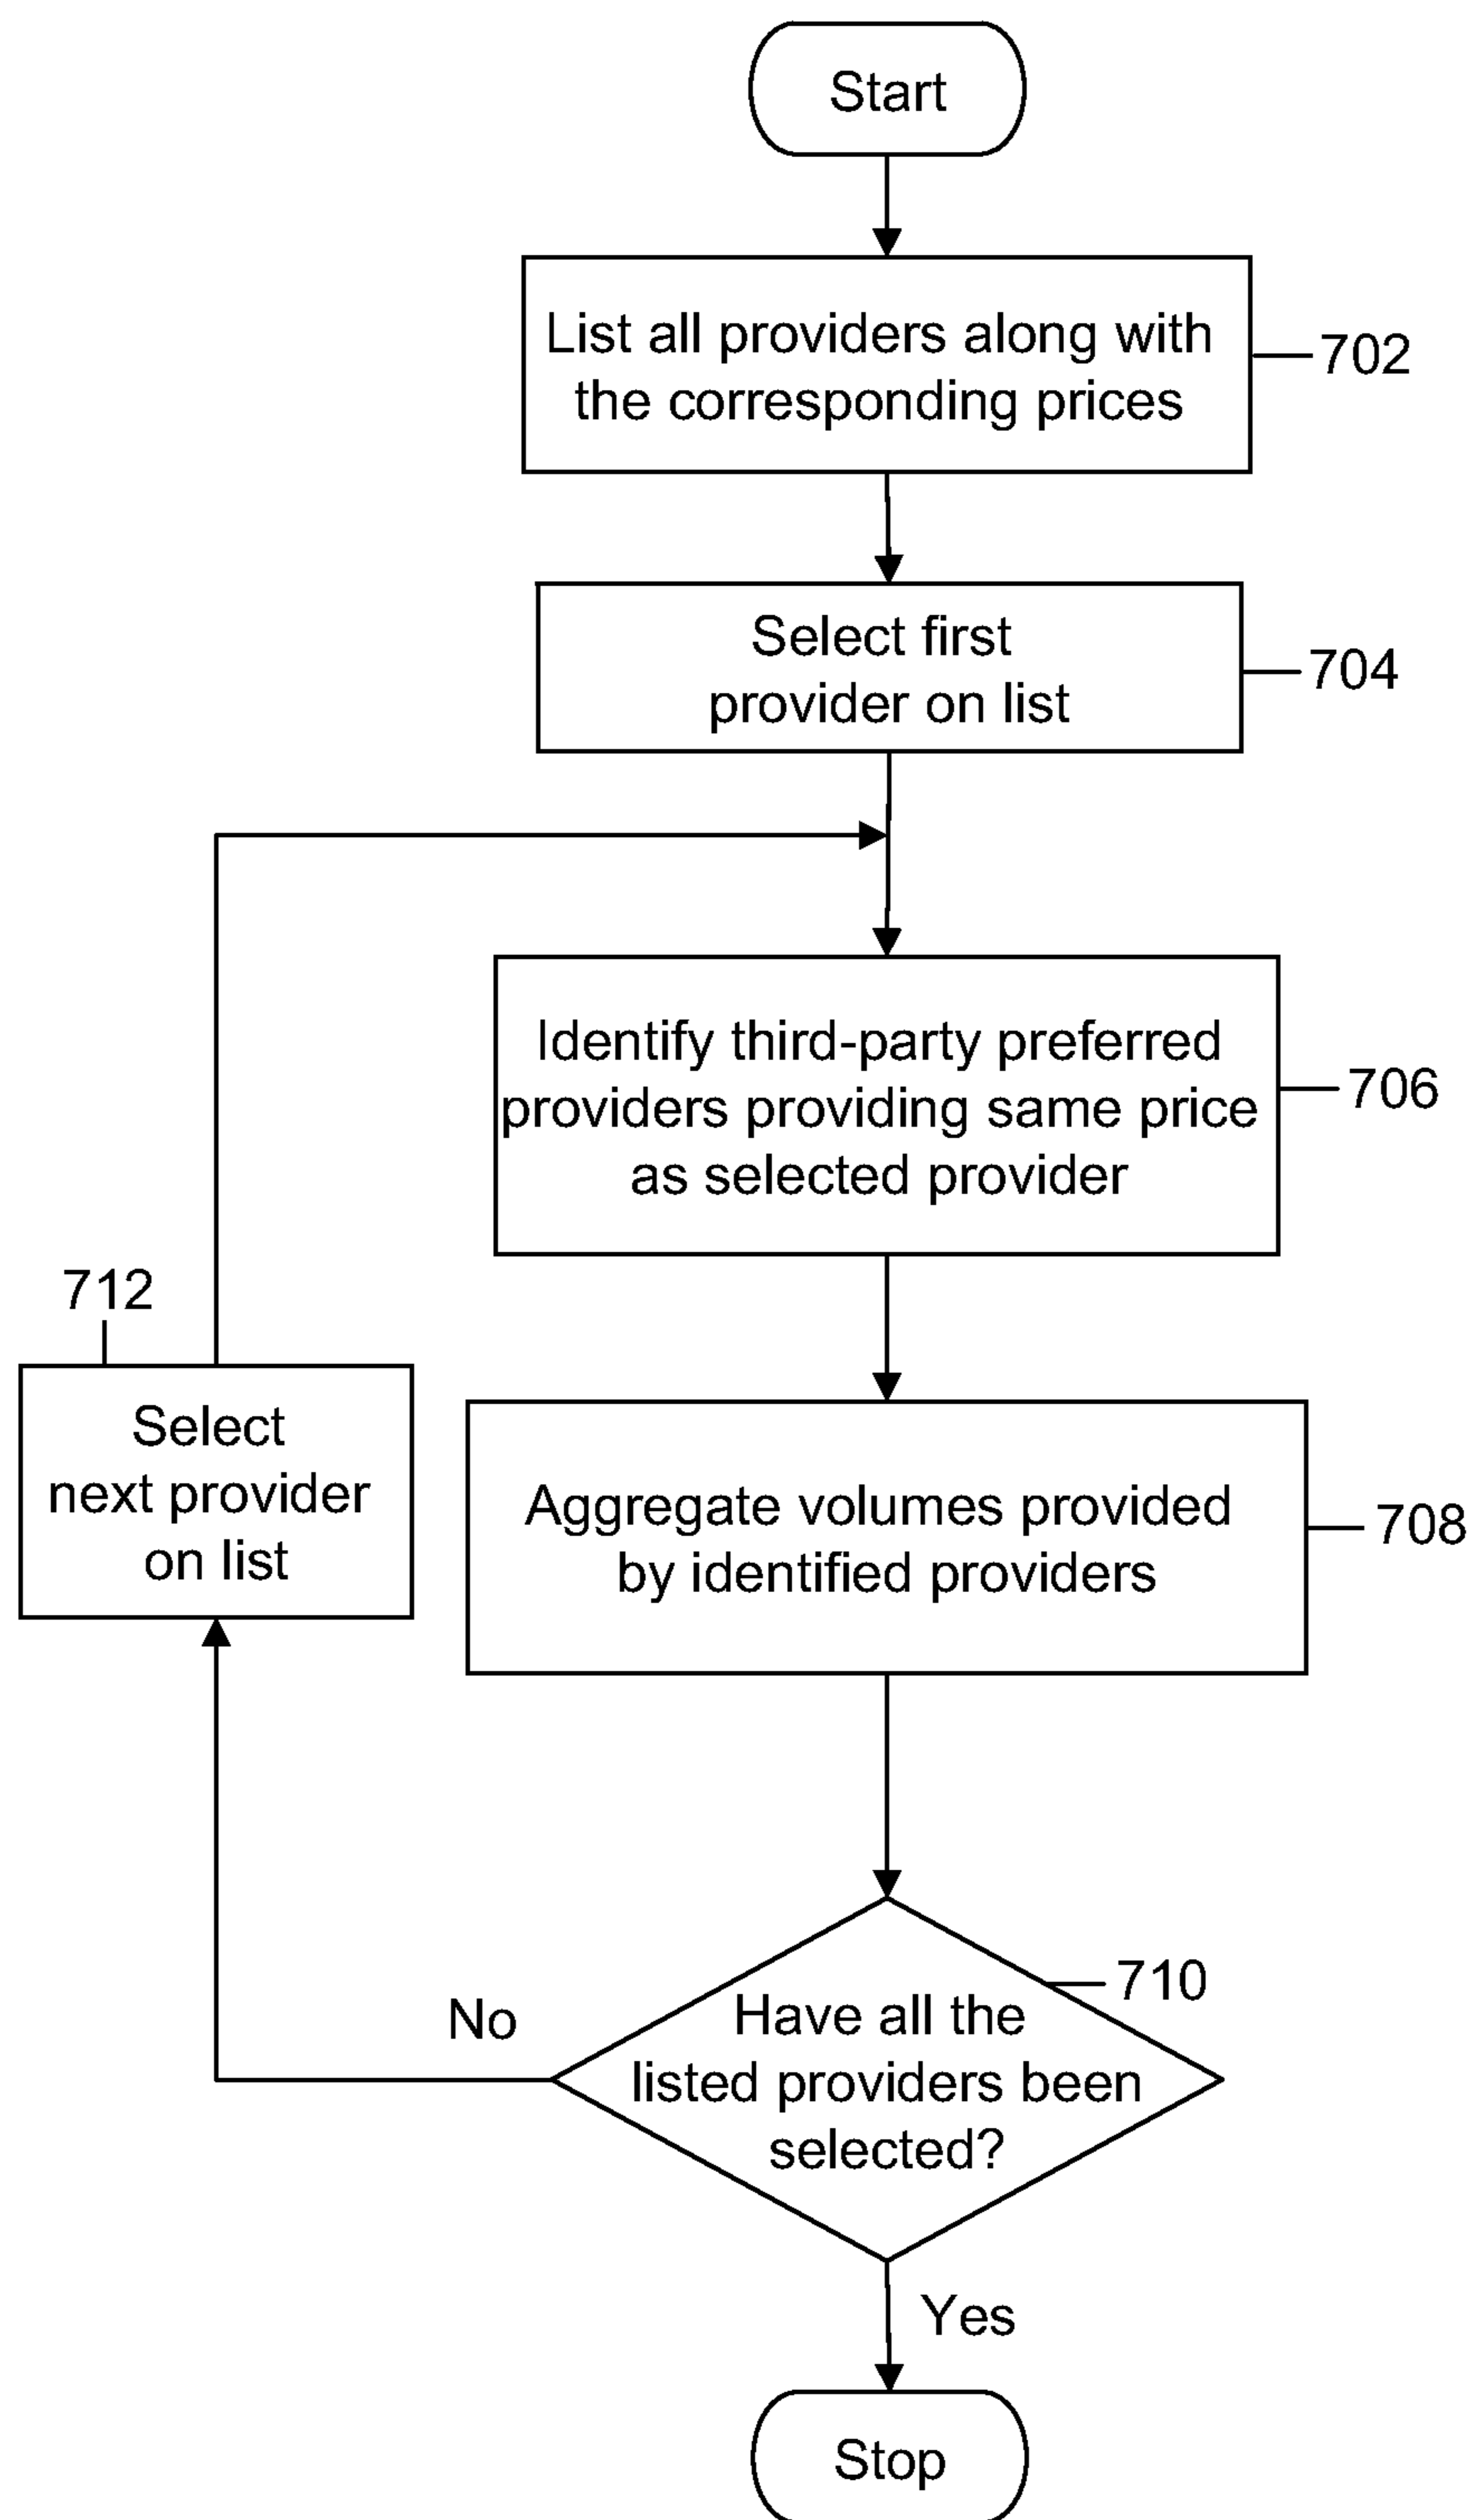 Start
List all providers along with
the corresponding prices
702
Select first
provider on list
704
Identify third-party preferred
providers providing same price
as selected provider
706
712
Select
next provider
on list
Aggregate volumes provided
by identified providers
708
710
Have all the
listed providers been
selected?
No
Yes
Stop